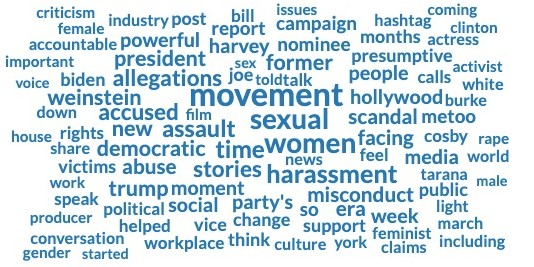 criticism industry post bill issues hashtag coming
female report campaign clinton
accountable powerful harvey nominee months actress
important president sex former presumptive activist
voice biden allegations joe toldtalk people calls white
weinstein movement hollywood burke
down accused film sexual scandal metoo
house rights new assault women facing cosby rape
share democratic time news feel media world
victims abuse stories harassment tarana male
work trump moment misconduct public
speak political social party's so era week light
producer helped vice change support feminist march
conversation workplace think culture york claims including
gender started